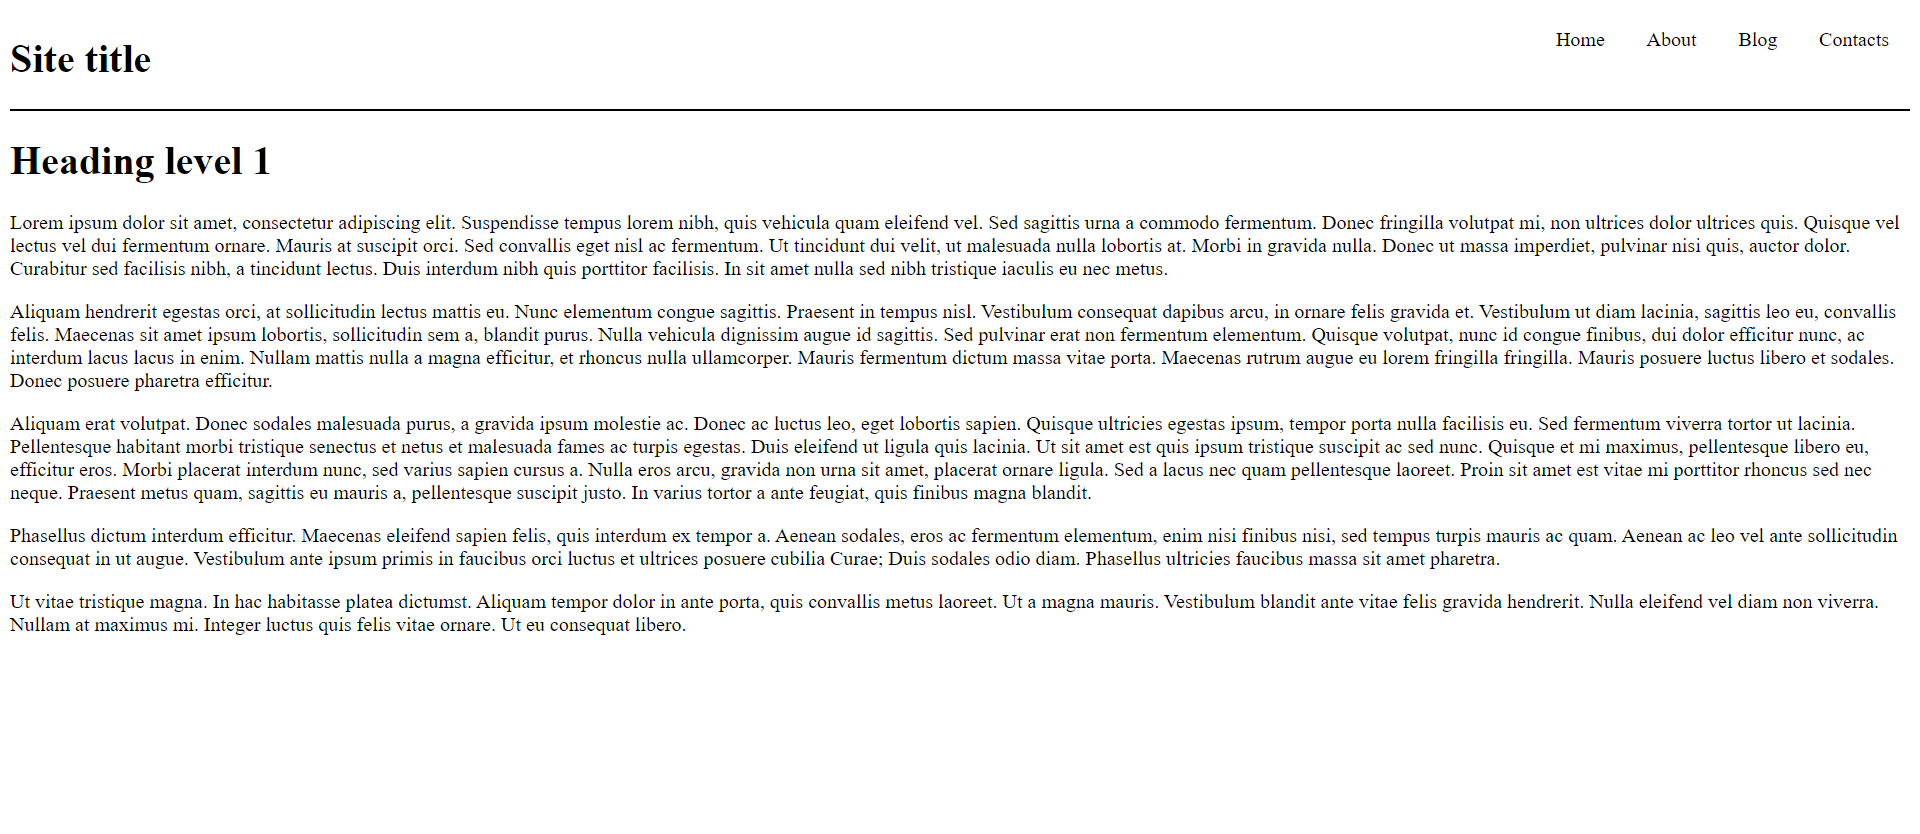 Site title
Home About Blog Contacts
Heading level 1
Lorem ipsum dolor sit amet, consectetur adipiscing elit. Suspendisse tempus lorem nibh, quis vehicula quam eleifend vel. Sed sagittis urna a commodo fermentum. Donec fringilla volutpat mi, non ultrices dolor ultrices quis. Quisque vel
lectus vel dui fermentum ornare. Mauris at suscipit orci. Sed convallis eget nisl ac fermentum. Ut tincidunt dui velit, ut malesuada nulla lobortis at. Morbi in gravida nulla. Donec ut massa imperdiet, pulvinar nisi quis, auctor dolor.
Curabitur sed facilisis nibh, a tincidunt lectus. Duis interdum nibh quis porttitor facilisis. In sit amet nulla sed nibh tristique iaculis eu nec metus.
Aliquam hendrerit egestas orci, at sollicitudin lectus mattis eu. Nunc elementum congue sagittis. Praesent in tempus nisl. Vestibulum consequat dapibus arcu, in ornare felis gravida et. Vestibulum ut diam lacinia, sagittis leo eu, convallis
felis. Maecenas sit amet ipsum lobortis, sollicitudin sem a, blandit purus. Nulla vehicula dignissim augue id sagittis. Sed pulvinar erat non fermentum elementum. Quisque volutpat, nunc id congue finibus, dui dolor efficitur nunc, ac
interdum lacus lacus in enim. Nullam mattis nulla a magna efficitur, et rhoncus nulla ullamcorper. Mauris fermentum dictum massa vitae porta. Maecenas rutrum augue eu lorem fringilla fringilla. Mauris posuere luctus libero et sodales.
Donec posuere pharetra efficitur.
Aliquam erat volutpat. Donec sodales malesuada purus, a gravida ipsum molestie ac. Donec ac luctus leo, eget lobortis sapien. Quisque ultricies egestas ipsum, tempor porta nulla facilisis eu. Sed fermentum viverra tortor ut lacinia.
Pellentesque habitant morbi tristique senectus et netus et malesuada fames ac turpis egestas. Duis eleifend ut ligula quis lacinia. Ut sit amet est quis ipsum tristique suscipit ac sed nunc. Quisque et mi maximus, pellentesque libero eu,
efficitur eros. Morbi placerat interdum nunc, sed varius sapien cursus a. Nulla eros arcu, gravida non urna sit amet, placerat ornare ligula. Sed a lacus nec quam pellentesque laoreet. Proin sit amet est vitae mi porttitor rhoncus sed nec
neque. Praesent metus quam, sagittis eu mauris a, pellentesque suscipit justo. In varius tortor a ante feugiat, quis finibus magna blandit.
Phasellus dictum interdum efficitur. Maecenas eleifend sapien felis, quis interdum ex tempor a. Aenean sodales, eros ac fermentum elementum, enim nisi finibus nisi, sed tempus turpis mauris ac quam. Aenean ac leo vel ante sollicitudin
consequat in ut augue. Vestibulum ante ipsum primis in faucibus orci luctus et ultrices posuere cubilia Curae; Duis sodales odio diam. Phasellus ultricies faucibus massa sit amet pharetra.
Ut vitae tristique magna. In hac habitasse platea dictumst. Aliquam tempor dolor in ante porta, quis convallis metus laoreet. Ut a magna mauris. Vestibulum blandit ante vitae felis gravida hendrerit. Nulla eleifend vel diam non viverra.
Nullam at maximus mi. Integer luctus quis felis vitae ornare. Ut eu consequat libero.